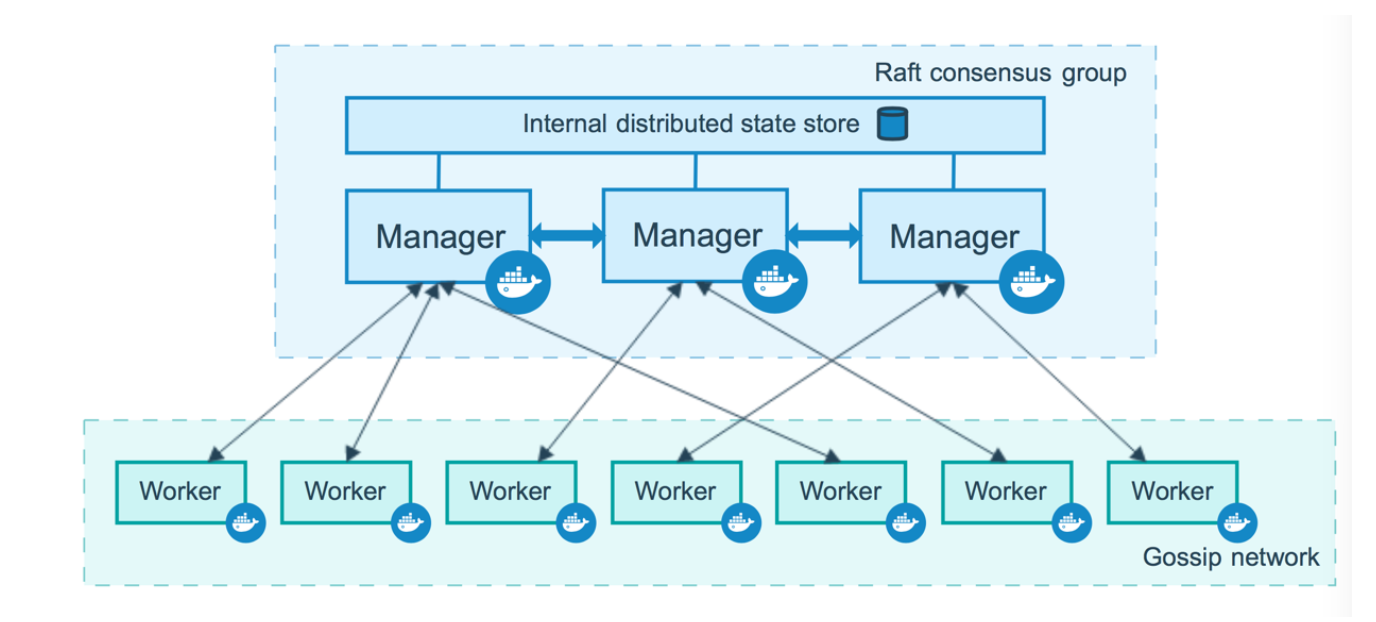 Raft consensus group
Internal distributed state store
Manager
Manager
Manager
Worker
Worker
Worker
Worker
Worker
Worker
Worker
Gossip network